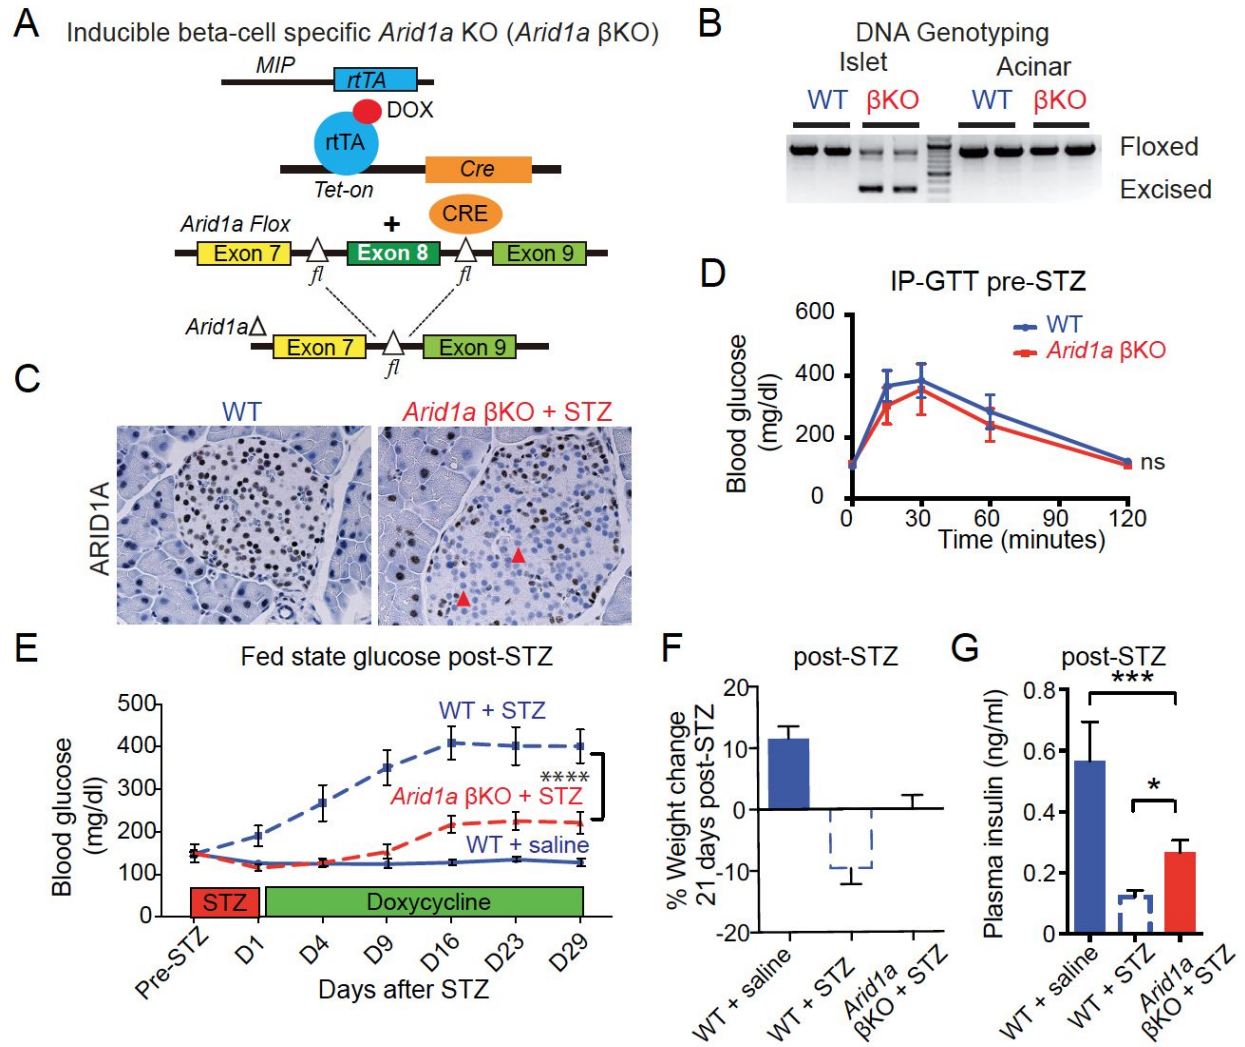 A
Inducible beta-cell specific Arid1a KO (Arid1a βKO)
MIP
rtTA
DOX
rtTA
Cre
Tet-on
CRE
Arid1a Flox
+
Exon 7
Exon 8
Exon 9
fl
fl
Arid1aΔ
Exon 7
Exon 9
fl
B
DNA Genotyping
Islet
Acinar
WT
βKO
WT
βKO
Floxed
Excised
C
WT
Arid1a βKO + STZ
ARID1A
D
IP-GTT pre-STZ
WT
Arid1a βKO
Blood glucose
(mg/dl)
600
400
200
0
ns
0
30
60
90
120
Time (minutes)
E
Fed state glucose post-STZ
Blood glucose
(mg/dl)
500
400
300
200
100
0
WT + STZ
****
Arid1a βKO + STZ
WT + saline
STZ
Doxycycline
Pre-STZ
D1
D4
D9
D16
D23
D29
Days after STZ
F
post-STZ
% Weight change
21 days post-STZ
20
10
0
-10
-20
WT + saline
WT + STZ
Arid1a
βKO + STZ
G
post-STZ
Plasma insulin (ng/ml)
0.8
0.6
0.4
0.2
0
***
*
WT + saline
WT + STZ
Arid1a
βKO + STZ